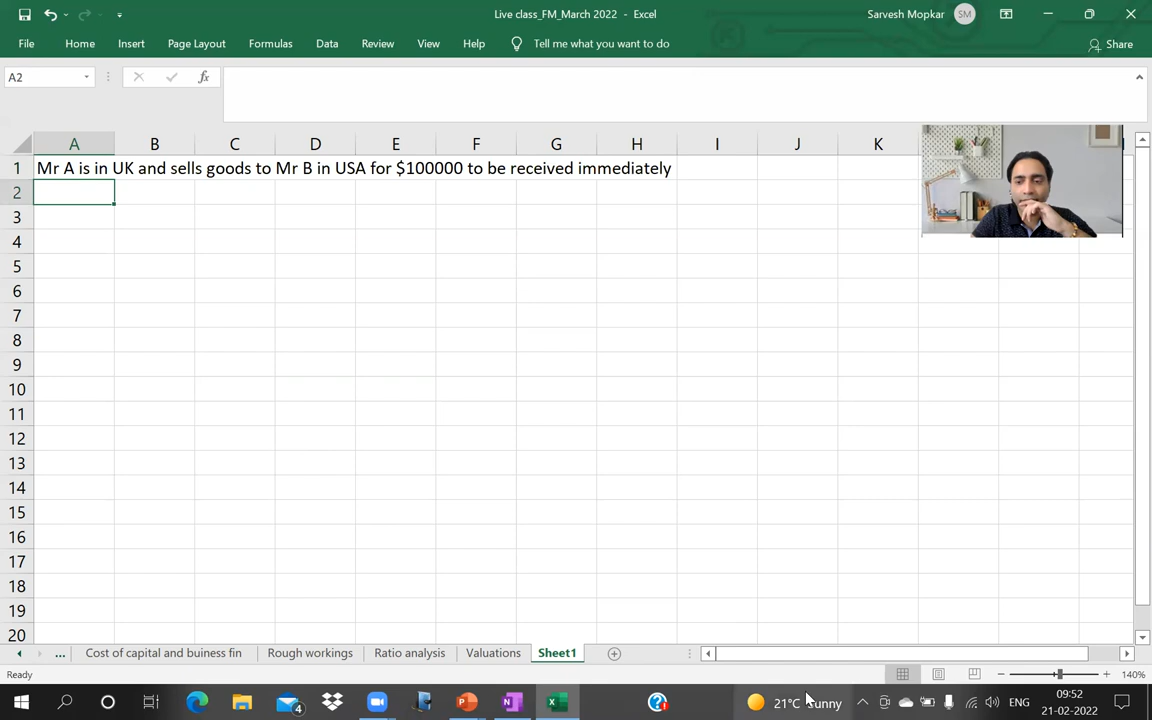 Live class_FM_March 2022 - Excel
Sarvesh Mopkar
SM
File Home Insert Page Layout Formulas Data Review View Help Tell me what you want to do
Share
A2
fx
A B C D E F G H I J K
1 Mr A is in UK and sells goods to Mr B in USA for $100000 to be received immediately
2
3
4
5
6
7
8
9
10
11
12
13
14
15
16
17
18
19
20
... Cost of capital and buiness fin Rough workings Ratio analysis Valuations Sheet1
Ready
140%
4
21°C
ENG
09:52
21-02-2022